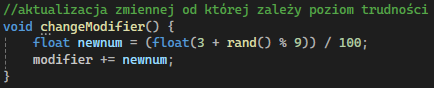 //aktualizacja zmiennej od której zależy poziom trudności
void changeModifier() {
    float newnum = (float(3 + rand() % 9)) / 100;
    modifier += newnum;
}